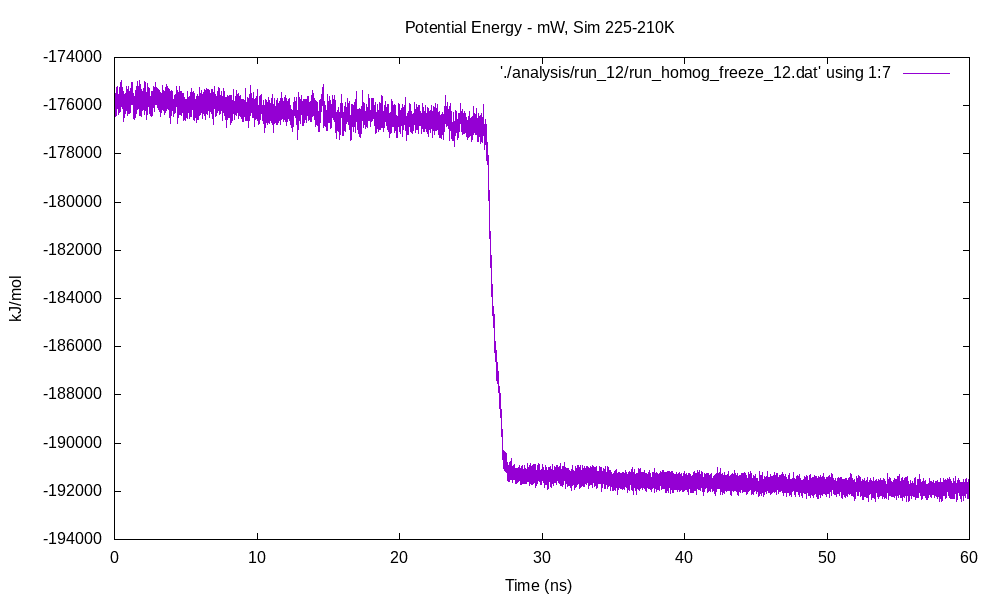 Potential Energy - mW, Sim 225-210K
'./analysis/run_12/run_homog_freeze_12.dat' using 1:7
-174000
-176000
-178000
-180000
-182000
-184000
-186000
-188000
-190000
-192000
-194000
kJ/mol
0 10 20 30 40 50 60
Time (ns)